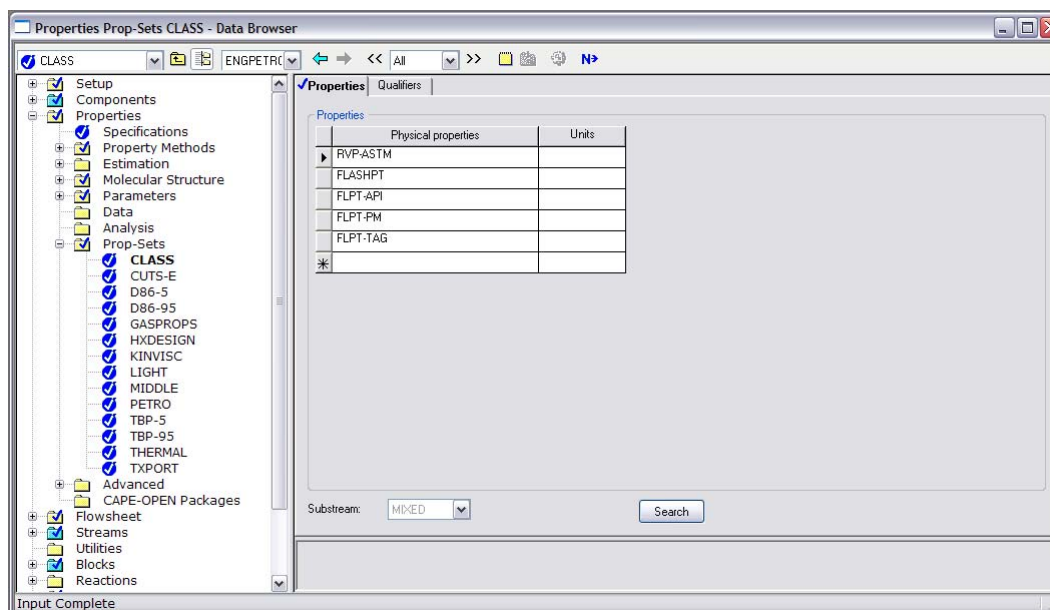 Properties Prop-Sets CLASS - Data Browser
CLASS ENGPETRO << All >> N>
Setup
Components
Properties
Specifications
Property Methods
Estimation
Molecular Structure
Parameters
Data
Analysis
Prop-Sets
CLASS
CUTS-E
D86-5
D86-95
GASPROPS
HXDESIGN
KINVISC
LIGHT
MIDDLE
PETRO
TBP-5
TBP-95
THERMAL
TXPORT
Advanced
CAPE-OPEN Packages
Flowsheet
Streams
Utilities
Blocks
Reactions
Properties Qualifiers
Properties
Physical properties Units
RVP-ASTM
FLASHPT
FLPT-API
FLPT-PM
FLPT-TAG
Substream: MIXED Search
Input Complete